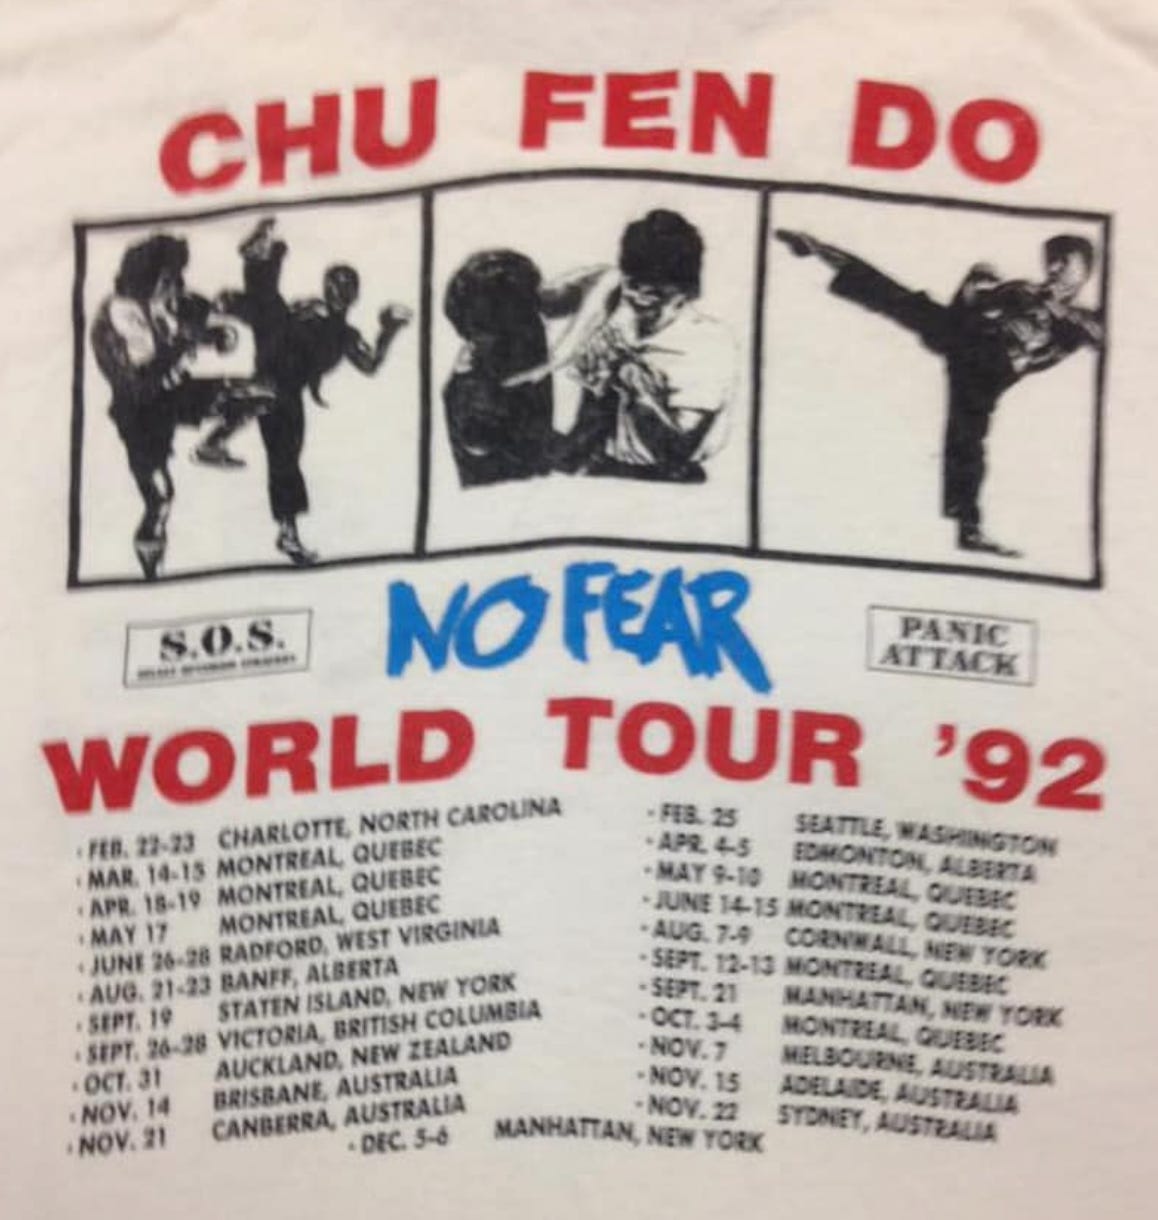 CHU FEN DO
S.O.S.
NO FEAR
PANIC
ATTACK
WORLD TOUR '92
· FEB. 22-23 CHARLOTTE, NORTH CAROLINA
· MAR. 14-15 MONTREAL, QUEBEC
· APR. 18-19 MONTREAL, QUEBEC
· MAY 17 MONTREAL, QUEBEC
· JUNE 26-28 RADFORD, WEST VIRGINIA
· AUG. 21-23 BANFF, ALBERTA
· SEPT. 19 STATEN ISLAND, NEW YORK
· SEPT. 26-28 VICTORIA, BRITISH COLUMBIA
· OCT. 31 AUCKLAND, NEW ZEALAND
· NOV. 14 BRISBANE, AUSTRALIA
· NOV. 21 CANBERRA, AUSTRALIA
· FEB. 25 SEATTLE, WASHINGTON
· APR. 4-5 EDMONTON, ALBERTA
· MAY 9-10 MONTREAL, QUEBEC
· JUNE 14-15 MONTREAL, QUEBEC
· AUG. 7-9 CORNWALL, NEW YORK
· SEPT. 12-13 MONTREAL, QUEBEC
· SEPT. 21 MANHATTAN, NEW YORK
· OCT. 3-4 MONTREAL, QUEBEC
· NOV. 7 MELBOURNE, AUSTRALIA
· NOV. 15 ADELAIDE, AUSTRALIA
· NOV. 22 SYDNEY, AUSTRALIA
· DEC. 5-6 MANHATTAN, NEW YORK